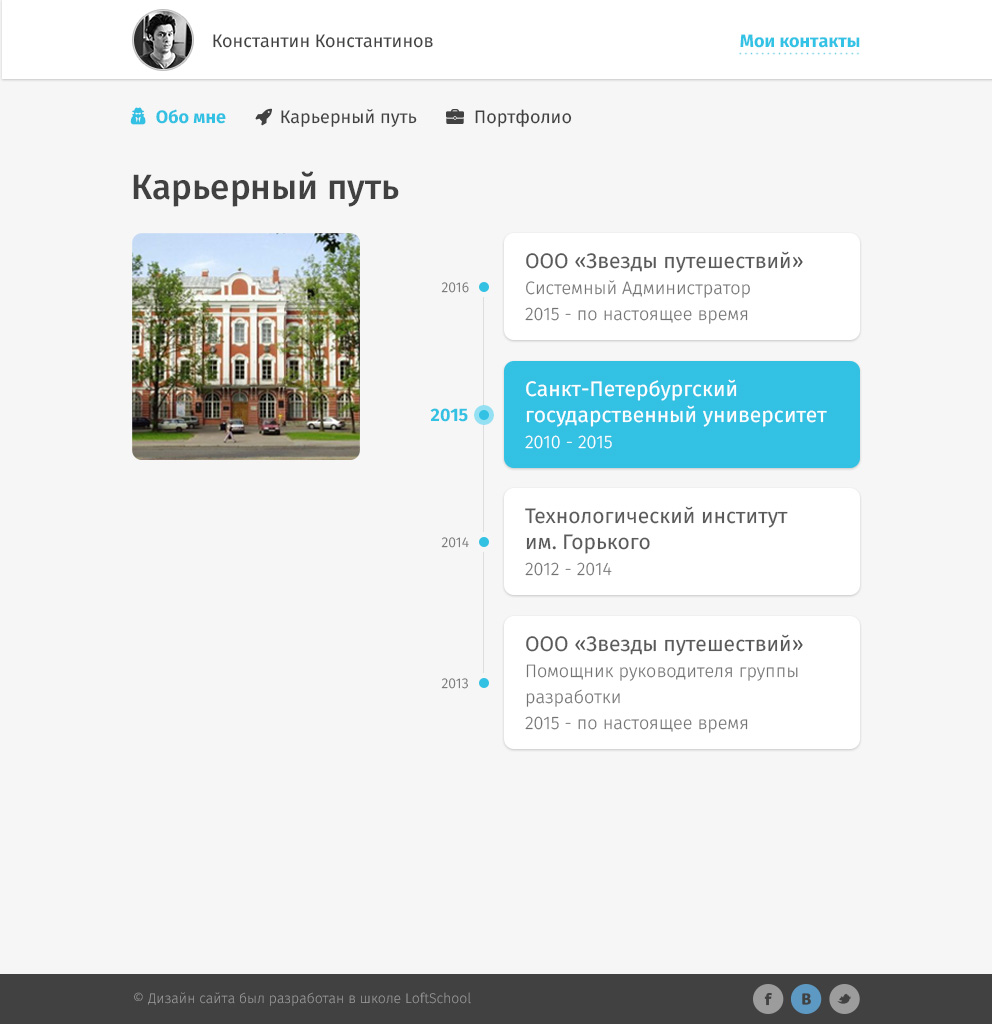 Константин Константинов
Мои контакты
Обо мне
Карьерный путь
Портфолио
Карьерный путь
2016
ООО «Звезды путешествий»
Системный Администратор
2015 - по настоящее время
2015
Санкт-Петербургский
государственный университет
2010 - 2015
2014
Технологический институт
им. Горького
2012 - 2014
2013
ООО «Звезды путешествий»
Помощник руководителя группы
разработки
2015 - по настоящее время
© Дизайн сайта был разработан в школе LoftSchool
f
B